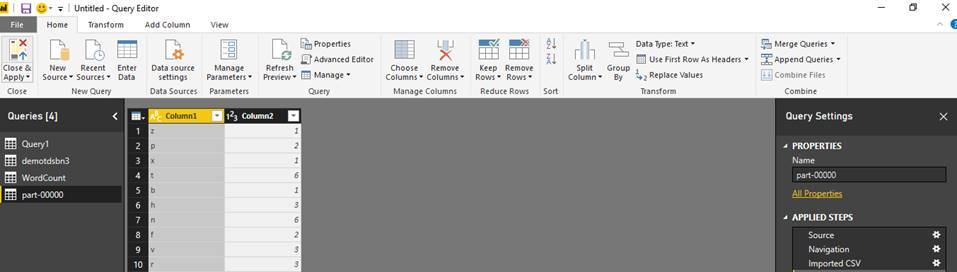 Untitled - Query Editor
File Home Transform Add Column View
Close & Apply New Source Recent Sources Enter Data Data source settings Manage Parameters Refresh Preview Properties Advanced Editor Manage Choose Columns Remove Columns Keep Rows Remove Rows Split Column Group By Data Type: Text Use First Row As Headers Replace Values Merge Queries Append Queries Combine Files
Close New Query Data Sources Parameters Query Manage Columns Reduce Rows Sort Transform Combine
Queries [4]
Query1
demotdsbn3
WordCount
part-00000
Column1 Column2
1 z 1
2 p 2
3 x 1
4 t 6
5 b 1
6 h 3
7 n 6
8 f 2
9 v 3
10 r 3
Query Settings
PROPERTIES
Name
part-00000
All Properties
APPLIED STEPS
Source
Navigation
Imported CSV